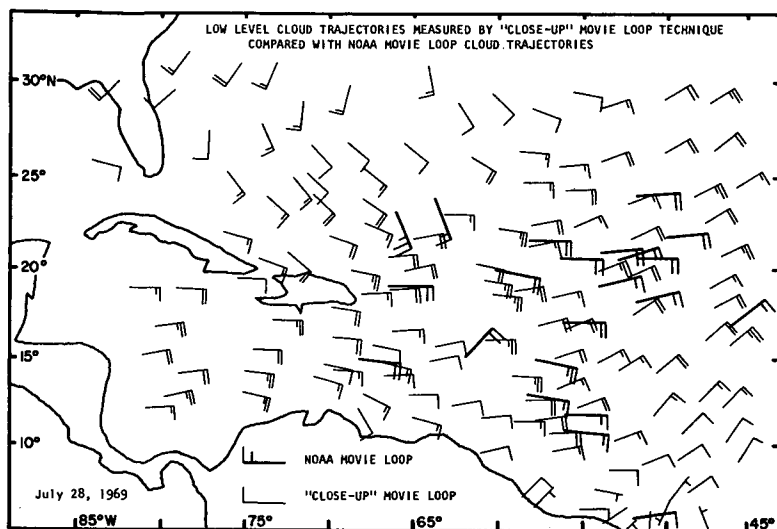 LOW LEVEL CLOUD TRAJECTORIES MEASURED BY "CLOSE-UP" MOVIE LOOP TECHNIQUE
COMPARED WITH NOAA MOVIE LOOP CLOUD TRAJECTORIES
30°N
25°
20°
15°
10°
NOAA MOVIE LOOP
July 28, 1969
"CLOSE-UP" MOVIE LOOP
85°W
75°
65°
55°
45°